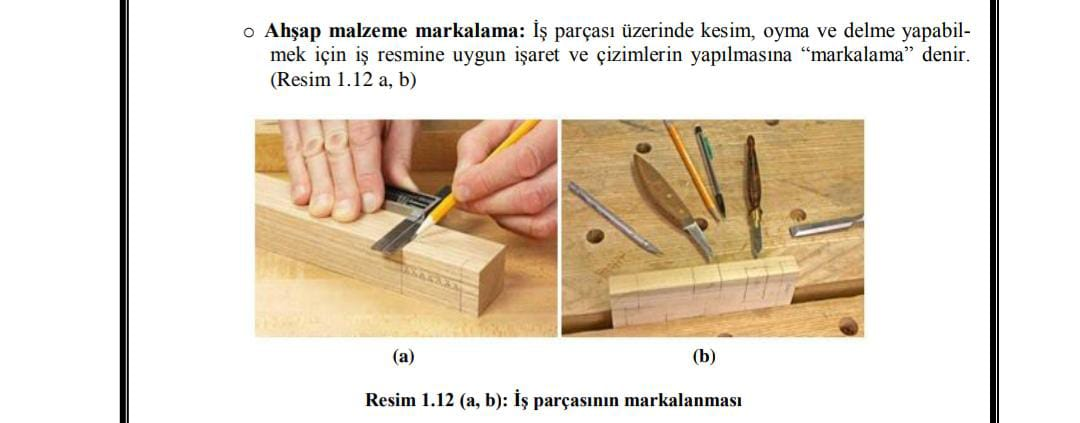 o Ahşap malzeme markalama: İş parçası üzerinde kesim, oyma ve delme yapabil-
mek için iş resmine uygun işaret ve çizimlerin yapılmasına “markalama” denir.
(Resim 1.12 a, b)
(a)
(b)
Resim 1.12 (a, b): İş parçasının markalanması